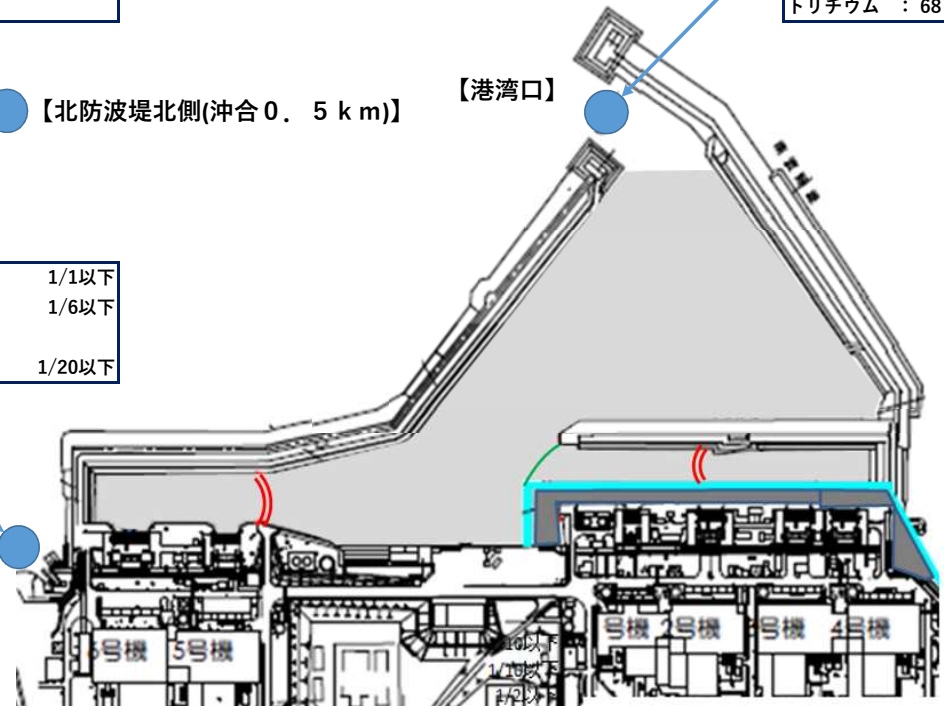 トリチウム ：68
【港湾口】
【北防波堤北側(沖合０．５ｋｍ)】
1/1以下
1/6以下
1/20以下
号機 2号機 号機 4号機
6号機 5号機
10以下
1/10以下
1/2以下